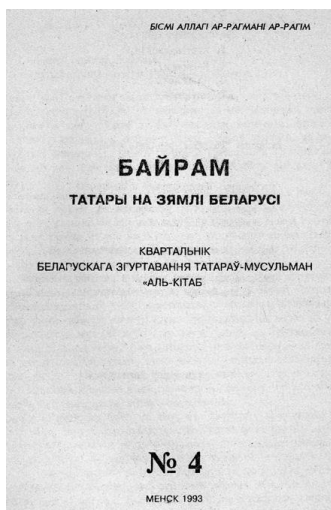 БІСМІ АЛЛАГІ АР-РАГМАНІ АР-РАГІМ
БАЙРАМ
ТАТАРЫ НА ЗЯМЛІ БЕЛАРУСІ
КВАРТАЛЬНІК
БЕЛАРУСКАГА ЗГУРТАВАННЯ ТАТАРАЎ-МУСУЛЬМАН
«АЛЬ-КІТАБ
№ 4
МЕНСК 1993